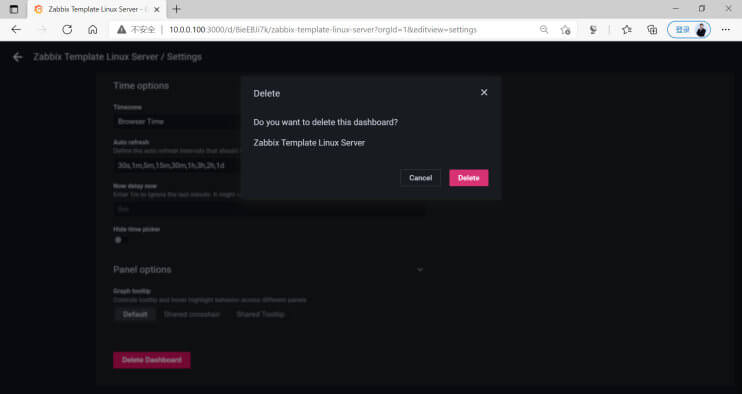 Zabbix Template Linux Server - (
不安全
10.0.0.100:3000/d/8ieEBJi7k/zabbix-template-linux-server?orgId=1&editview=settings
登录
Zabbix Template Linux Server / Settings
Time options
Timezone
Browser Time
Auto refresh
Define the auto refresh intervals that should
30s,1m,5m,15m,30m,1h,3h,2h,1d
Now delay now
Enter 1m to ignore the last minute. It might
0m
Hide time picker
Panel options
Graph tooltip
Controls tooltip and hover highlight behavior across different panels
Default
Shared crosshair
Shared Tooltip
Delete Dashboard
Delete
Do you want to delete this dashboard?
Zabbix Template Linux Server
Cancel
Delete